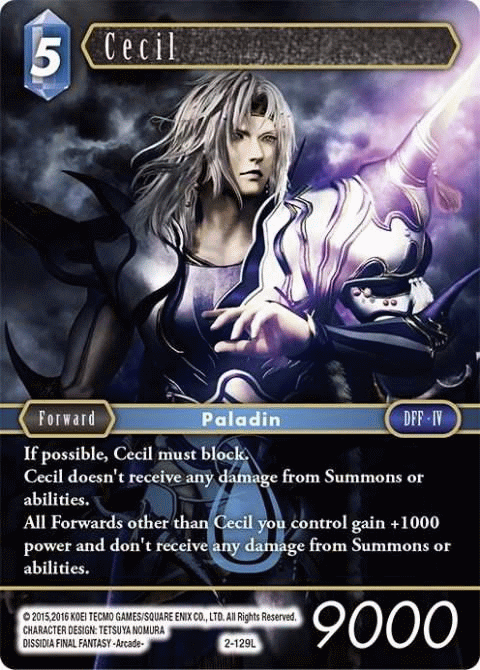 5
Cecil
Forward
Paladin
DFF · IV
If possible, Cecil must block.
Cecil doesn't receive any damage from Summons or
abilities.
All Forwards other than Cecil you control gain +1000
power and don't receive any damage from Summons or
abilities.
© 2015,2016 KOEI TECMO GAMES/SQUARE ENIX CO., LTD. All Rights Reserved.
CHARACTER DESIGN: TETSUYA NOMURA
DISSIDIA FINAL FANTASY -Arcade-
2-129L
9000